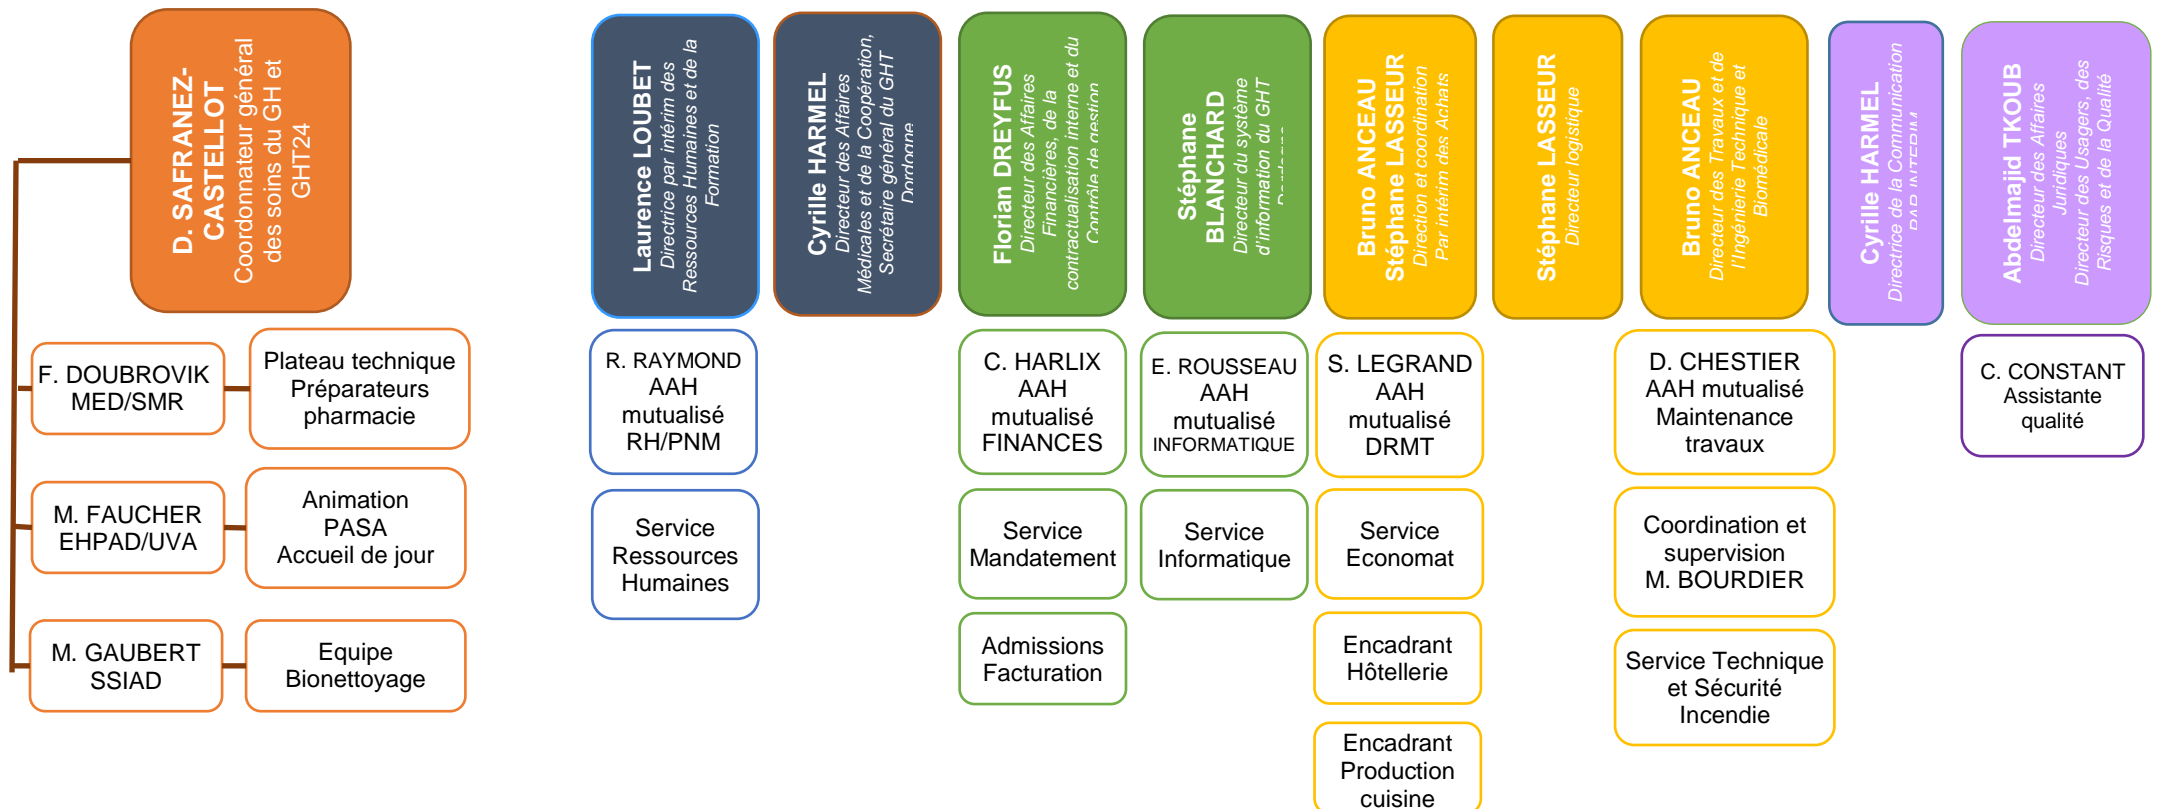 D. SAFRANEZ-
CASTELLOT
Coordonnateur général
des soins du GH et
GHT24
F. DOUBROVIK
MED/SMR
Plateau technique
Préparateurs
pharmacie
M. FAUCHER
EHPAD/UVA
Animation
PASA
Accueil de jour
M. GAUBERT
SSIAD
Equipe
Bionettoyage
Laurence LOUBET
Directrice par intérim des
Ressources Humaines et de la
Formation
R. RAYMOND
AAH
mutualisé
RH/PNM
Service
Ressources
Humaines
Cyrille HARMEL
Directeur des Affaires
Médicales et de la Coopération,
Secrétaire général du GHT
Dordogne
Florian DREYFUS
Directeur des Affaires
Financières, de la
contractualisation interne et du
Contrôle de gestion
C. HARLIX
AAH
mutualisé
FINANCES
Service
Mandatement
Admissions
Facturation
Stéphane
BLANCHARD
Directeur du système
d'information du GHT
Dordogne
E. ROUSSEAU
AAH
mutualisé
INFORMATIQUE
Service
Informatique
Bruno ANCEAU
Stéphane LASSEUR
Direction et coordination
Par intérim des Achats
S. LEGRAND
AAH
mutualisé
DRMT
Service
Economat
Encadrant
Hôtellerie
Encadrant
Production
cuisine
Stéphane LASSEUR
Directeur logistique
Bruno ANCEAU
Directeur des Travaux et de
l'Ingénierie Technique et
Biomédicale
D. CHESTIER
AAH mutualisé
Maintenance
travaux
Coordination et
supervision
M. BOURDIER
Service Technique
et Sécurité
Incendie
Cyrille HARMEL
Directrice de la Communication
PAR INTERIM
Abdelmajid TKOUB
Directeur des Affaires
Juridiques
Directeur des Usagers, des
Risques et de la Qualité
C. CONSTANT
Assistante
qualité